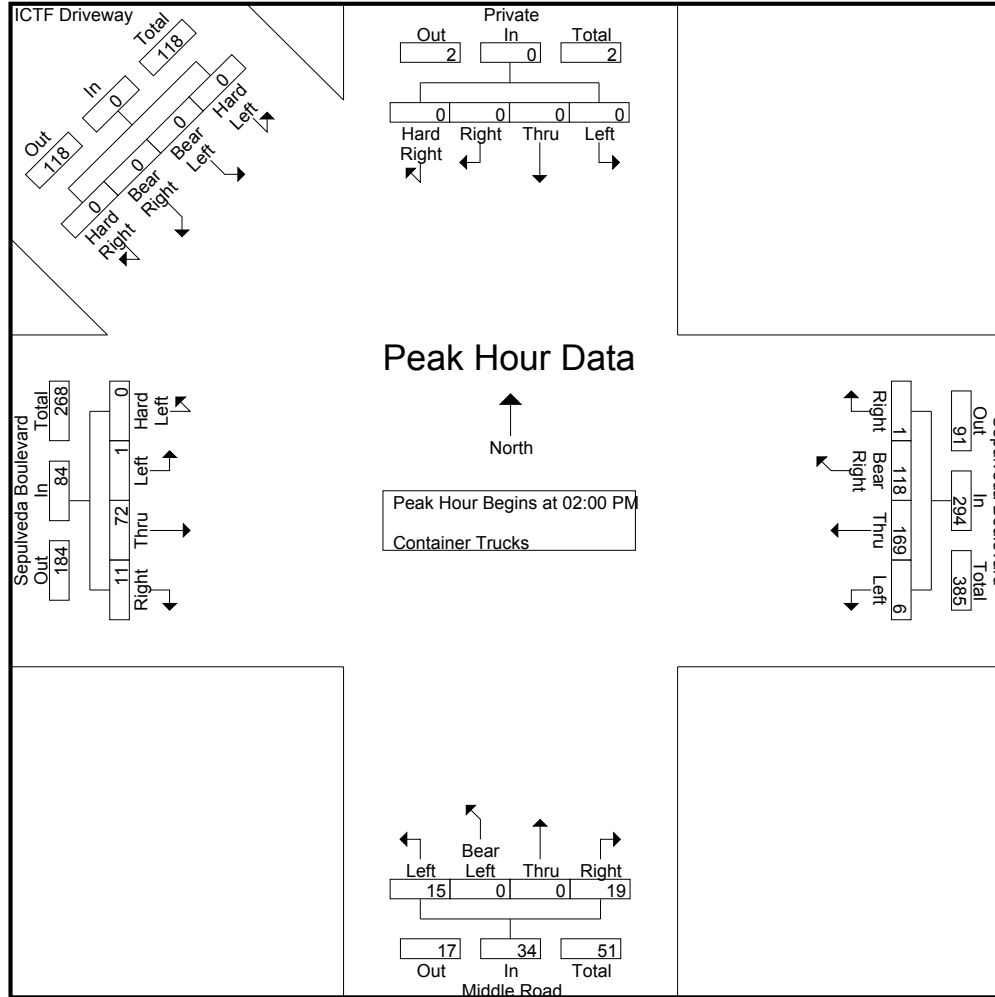 ICTF Driveway
Out
In
Total
118
0
118
0
0
0
0
Hard
Right
Bear
Right
Bear
Left
Hard
Left
Private
Out In Total
2 0 2
0 0 0 0
Hard
Right Right Thru Left
Peak Hour Data
North
Peak Hour Begins at 02:00 PM
Container Trucks
Sepulveda Boulevard
Out In Total
184 84 268
11 72 1 0
Right Thru Left Hard
Left
Out In Total
91 294 385
1 118 169 6
Right Bear
Right Thru Left
Bear
Left Left Thru Right
15 0 0 19
17 34 51
Out In Total
Middle Road